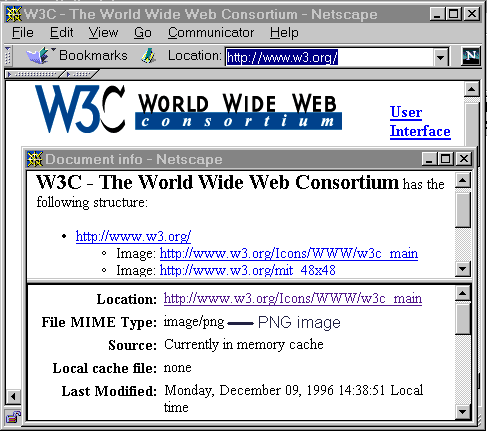 W3C - The World Wide Web Consortium - Netscape
File Edit View Go Communicator Help
Bookmarks Location: http://www.w3.org/ N
W3C WORLD WIDE WEB
consortium
User
Interface
Document info - Netscape
W3C - The World Wide Web Consortium has the
following structure:
• http://www.w3.org/
◦ Image: http://www.w3.org/Icons/WWW/w3c_main
◦ Image: http://www.w3.org/mit_48x48
Location: http://www.w3.org/Icons/WWW/w3c_main
File MIME Type: image/png — PNG image
Source: Currently in memory cache
Local cache file: none
Last Modified: Monday, December 09, 1996 14:38:51 Local
time